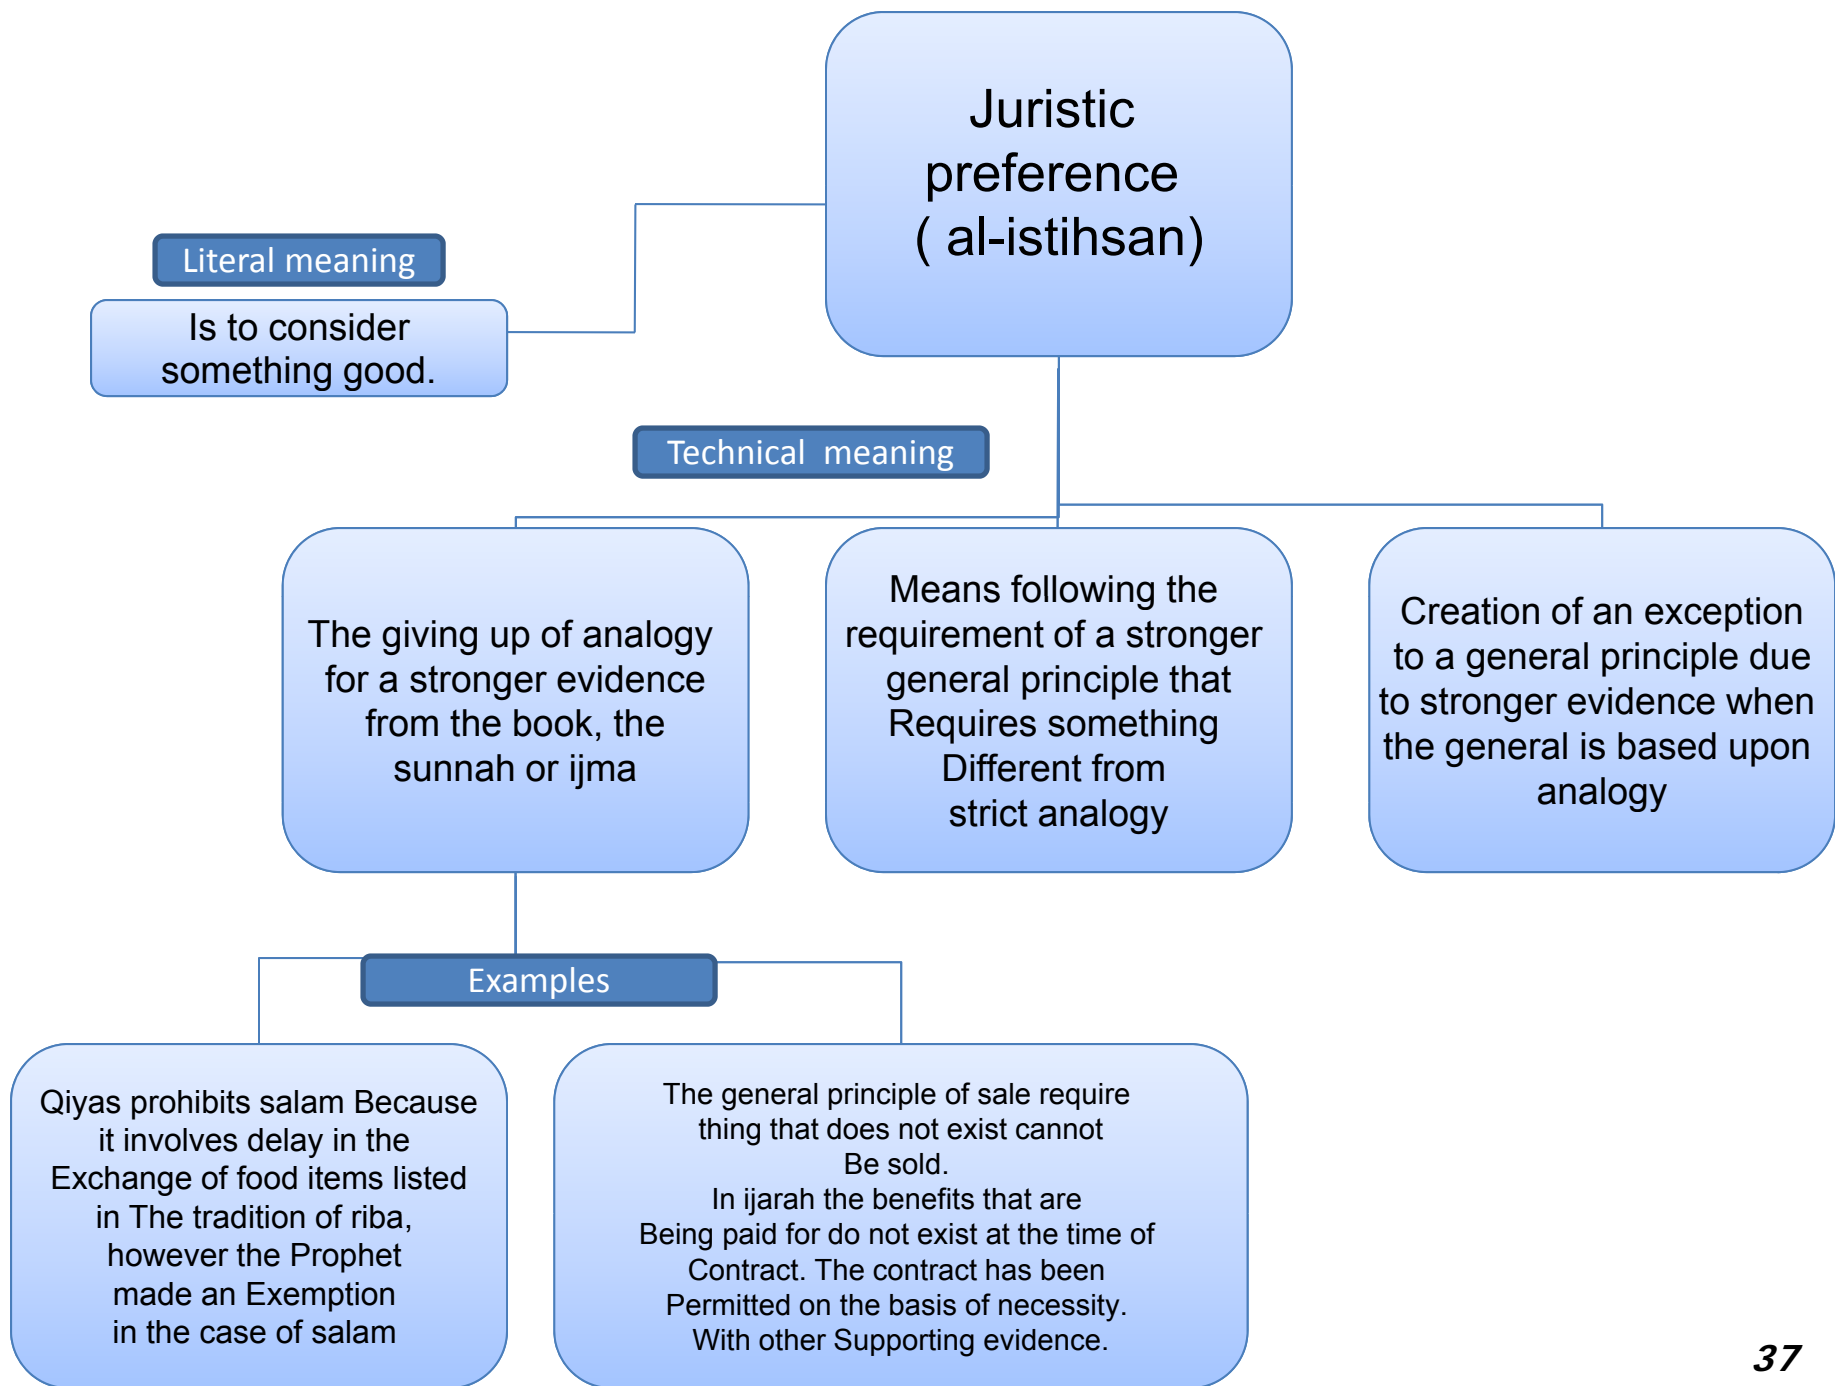 Juristic
preference
( al-istihsan)
Literal meaning
Is to consider
something good.
Technical  meaning
The giving up of analogy
for a stronger evidence
from the book, the
sunnah or ijma
Means following the
requirement of a stronger
general principle that
Requires something
Different from
strict analogy
Creation of an exception
to a general principle due
to stronger evidence when
the general is based upon
analogy
Examples
Qiyas prohibits salam Because
it involves delay in the
Exchange of food items listed
in The tradition of riba,
however the Prophet
made an Exemption
in the case of salam
The general principle of sale require
thing that does not exist cannot
Be sold.
In ijarah the benefits that are
Being paid for do not exist at the time of
Contract. The contract has been
Permitted on the basis of necessity.
With other Supporting evidence.
37